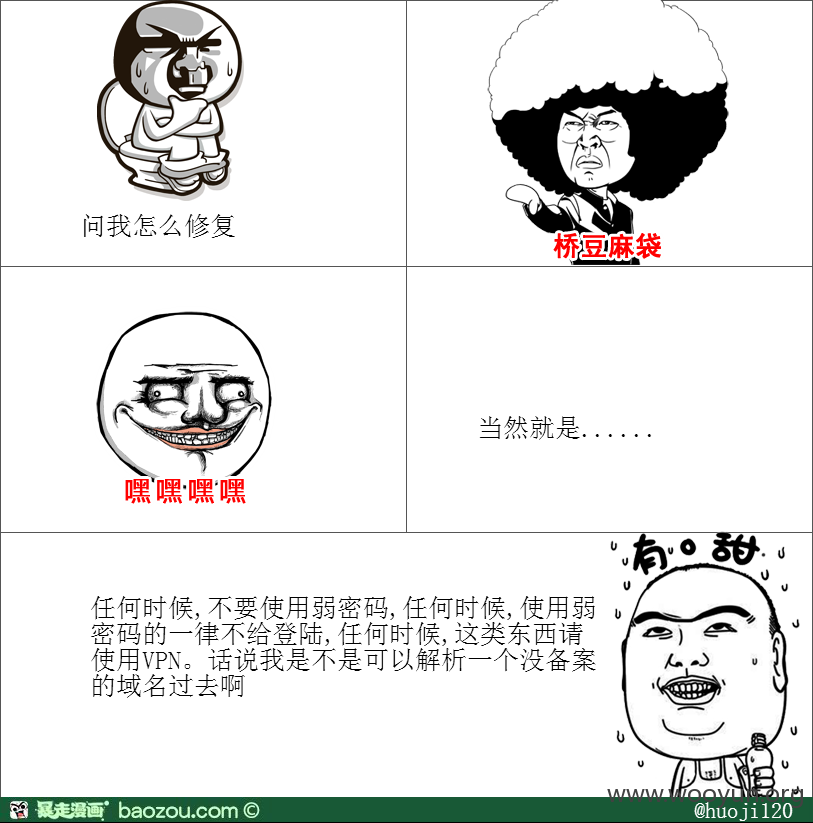 问我怎么修复
桥豆麻袋
嘿嘿嘿嘿
当然就是......
有。甜
任何时候,不要使用弱密码,任何时候,使用弱
密码的一律不给登陆,任何时候,这类东西请
使用VPN。话说我是不是可以解析一个没备案
的域名过去啊
www.wooyun.org
暴走漫画 baozou.com ©
@huoji120